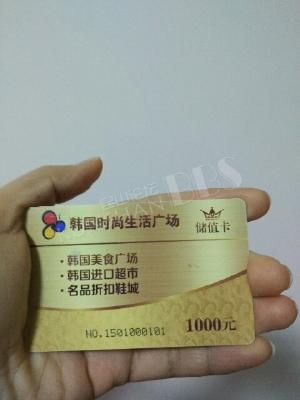 韩国时尚生活广场
储值卡
·韩国美食广场
·韩国进口超市
·名品折扣鞋城
NO.1501000101
1000元